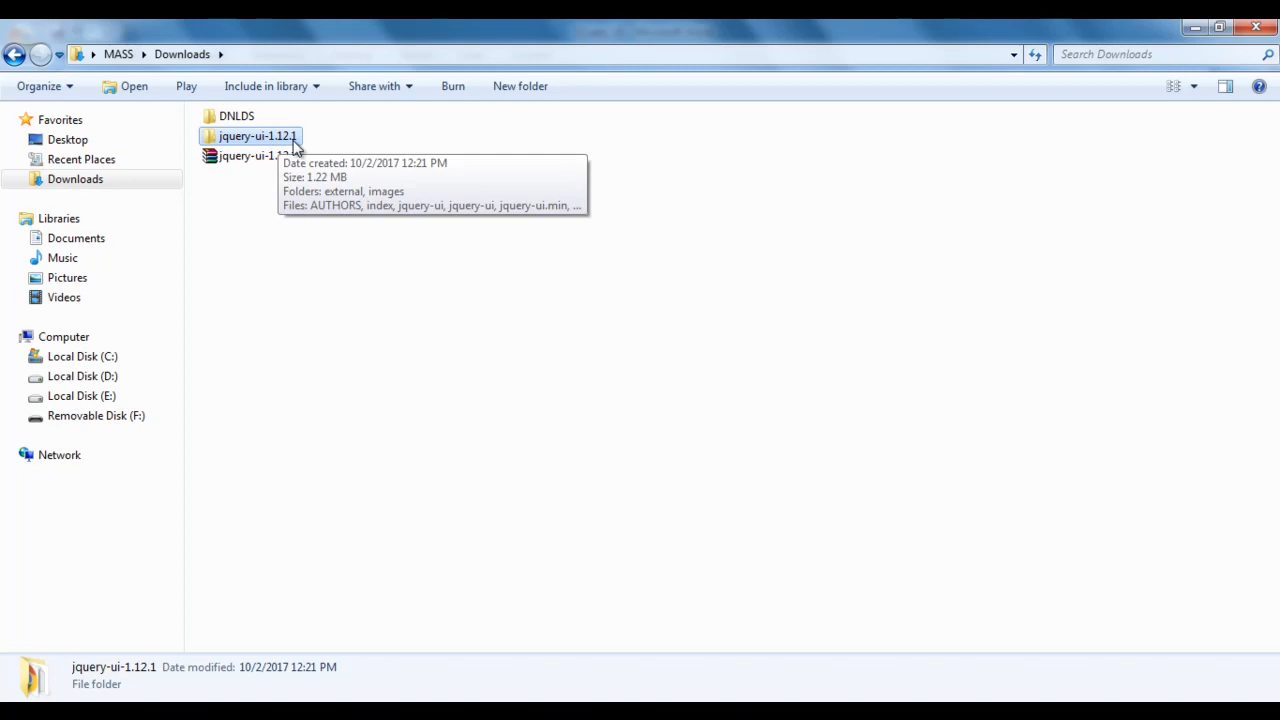 MASS Downloads
Search Downloads
Organize Open Play Include in library Share with Burn New folder
Favorites
Desktop
Recent Places
Downloads
Libraries
Documents
Music
Pictures
Videos
Computer
Local Disk (C:)
Local Disk (D:)
Local Disk (E:)
Removable Disk (F:)
Network
DNLDS
jquery-ui-1.12.1
jquery-ui-1.12
Date created: 10/2/2017 12:21 PM
Size: 1.22 MB
Folders: external, images
Files: AUTHORS, index, jquery-ui, jquery-ui, jquery-ui.min, ...
jquery-ui-1.12.1 Date modified: 10/2/2017 12:21 PM
File folder